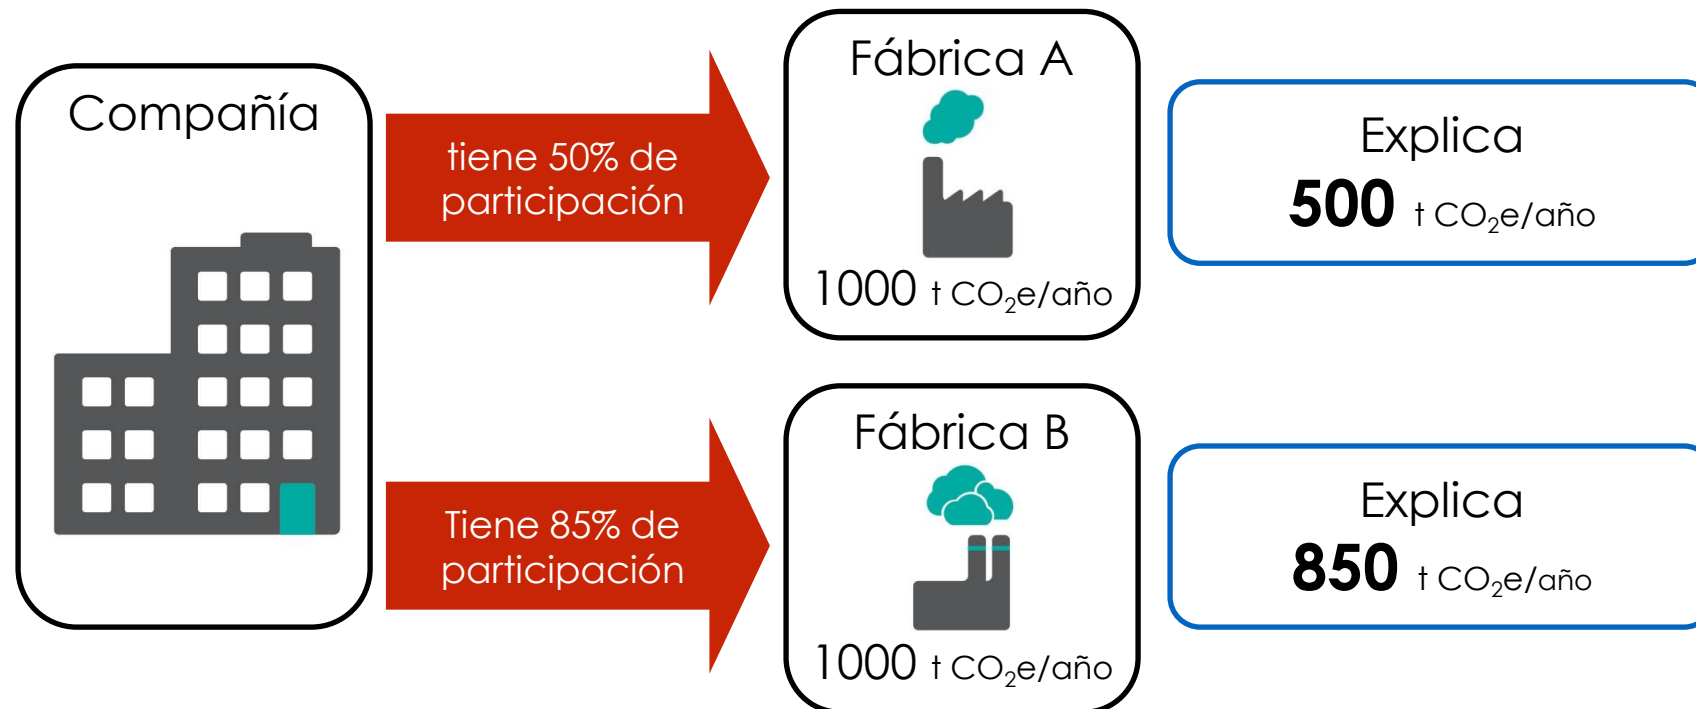 Compañía
tiene 50% de
participación
Fábrica A
1000 t CO₂e/año
Explica
500 t CO₂e/año
Tiene 85% de
participación
Fábrica B
1000 t CO₂e/año
Explica
850 t CO₂e/año